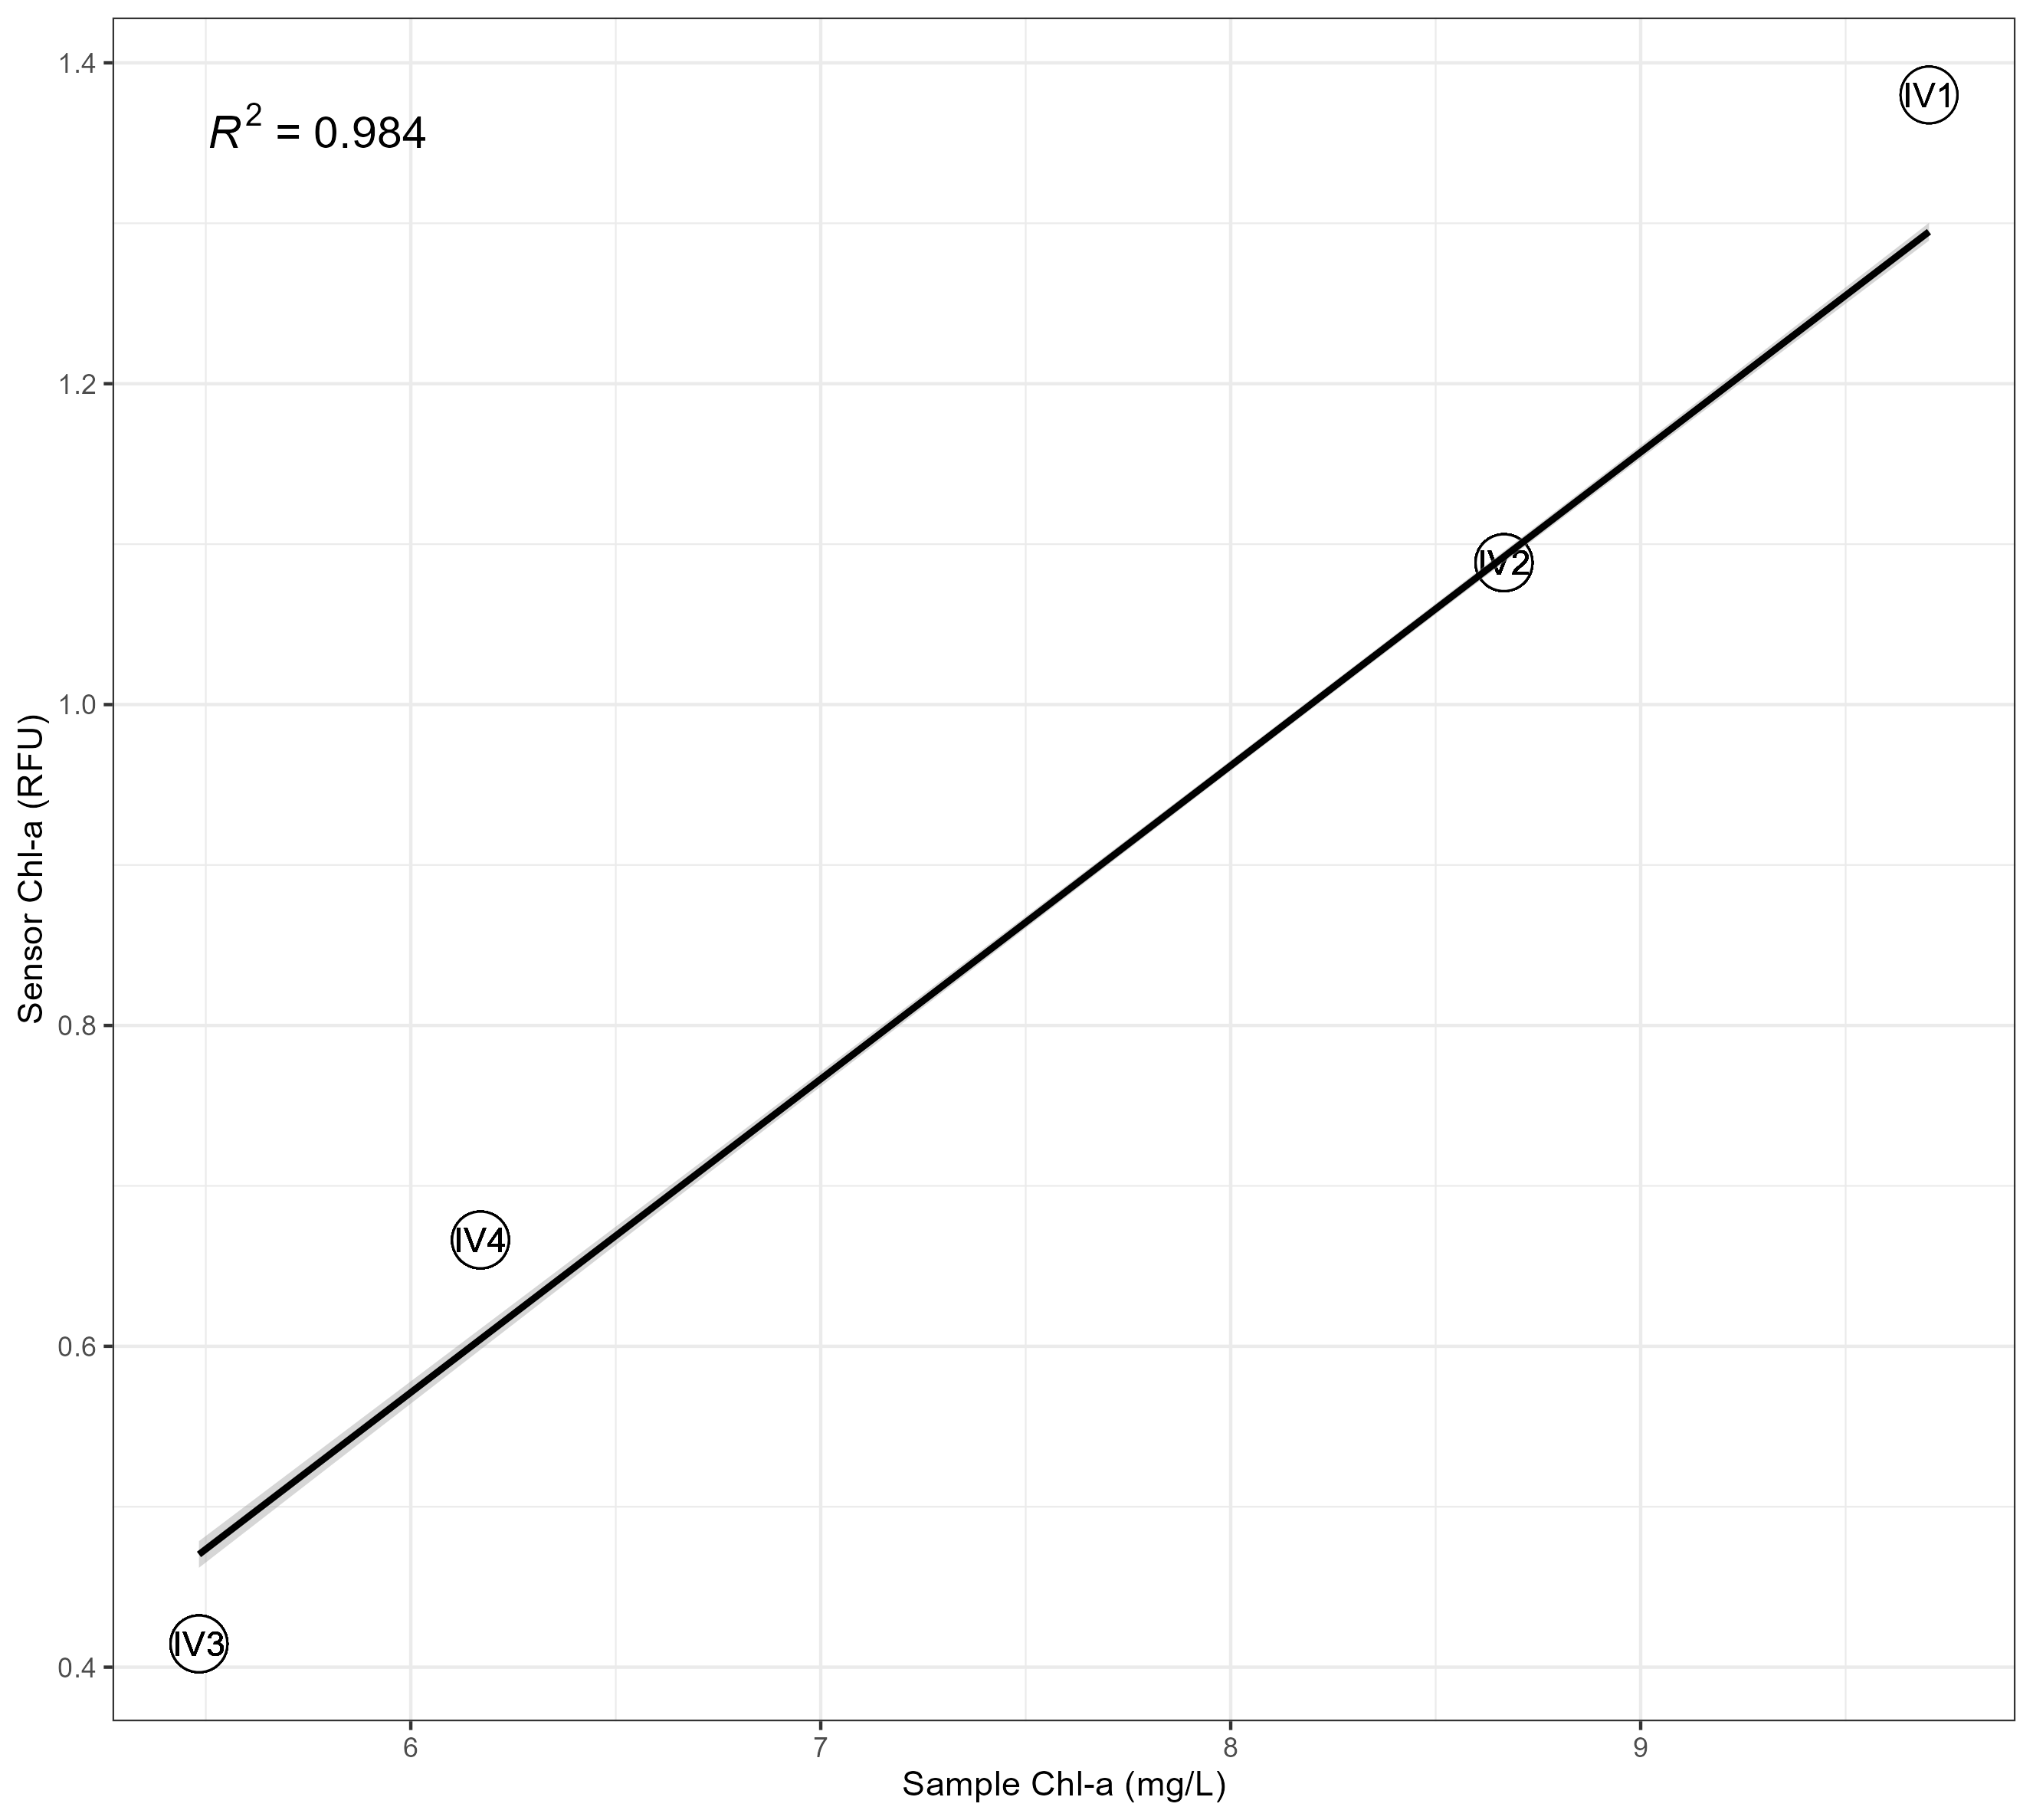 1.4
R² = 0.984
IV1
1.2
IV2
1.0
Sensor Chl-a (RFU)
0.8
IV4
0.6
IV3
0.4
6 7 8 9
Sample Chl-a (mg/L)